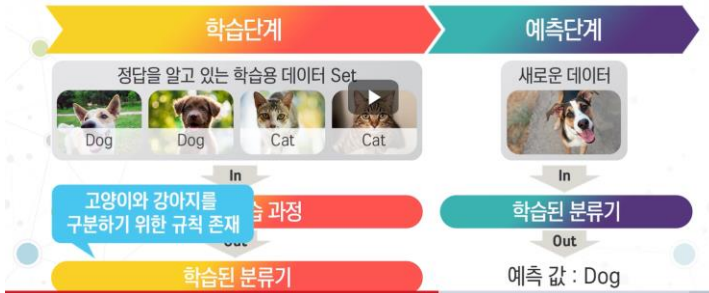 학습단계
예측단계
정답을 알고 있는 학습용 데이터 Set
새로운 데이터
Dog
Dog
Cat
Cat
In
In
고양이와 강아지를
구분하기 위한 규칙 존재
과정
학습된 분류기
Out
Out
학습된 분류기
예측 값 : Dog